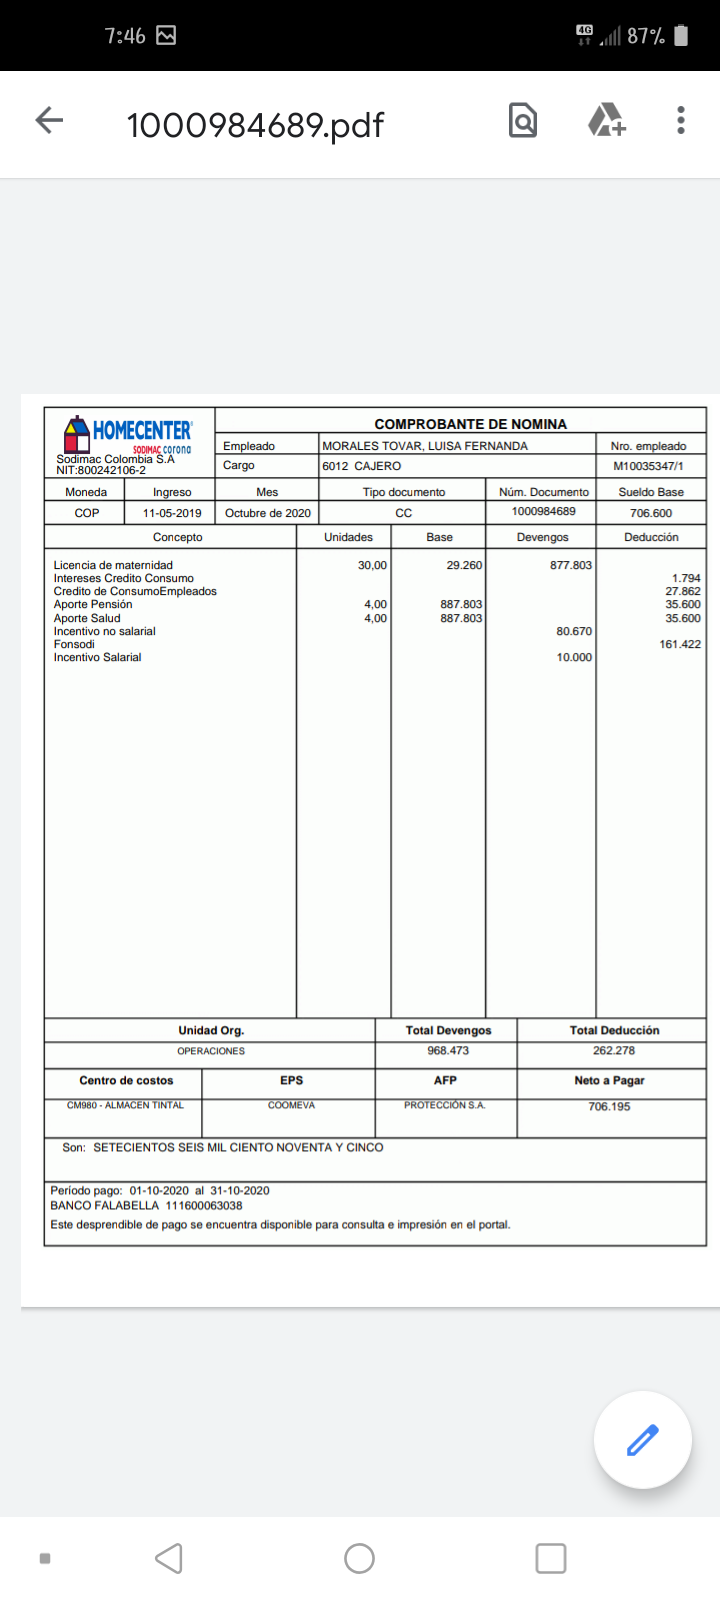 7:46 4G 87%
1000984689.pdf
HOMECENTER
SODIMAC corona
Sodimac Colombia S.A
NIT:800242106-2
COMPROBANTE DE NOMINA
Empleado MORALES TOVAR, LUISA FERNANDA Nro. empleado
Cargo 6012 CAJERO M10035347/1
Moneda Ingreso Mes Tipo documento Núm. Documento Sueldo Base
COP 11-05-2019 Octubre de 2020 CC 1000984689 706.600
Concepto Unidades Base Devengos Deducción
Licencia de maternidad 30,00 29.260 877.803
Intereses Credito Consumo 1.794
Credito de ConsumoEmpleados 27.862
Aporte Pensión 4,00 887.803 35.600
Aporte Salud 4,00 887.803 35.600
Incentivo no salarial 80.670
Fonsodi 161.422
Incentivo Salarial 10.000
Unidad Org. Total Devengos Total Deducción
OPERACIONES 968.473 262.278
Centro de costos EPS AFP Neto a Pagar
CM980 - ALMACEN TINTAL COOMEVA PROTECCIÓN S.A. 706.195
Son: SETECIENTOS SEIS MIL CIENTO NOVENTA Y CINCO
Período pago: 01-10-2020 al 31-10-2020
BANCO FALABELLA 111600063038
Este desprendible de pago se encuentra disponible para consulta e impresión en el portal.